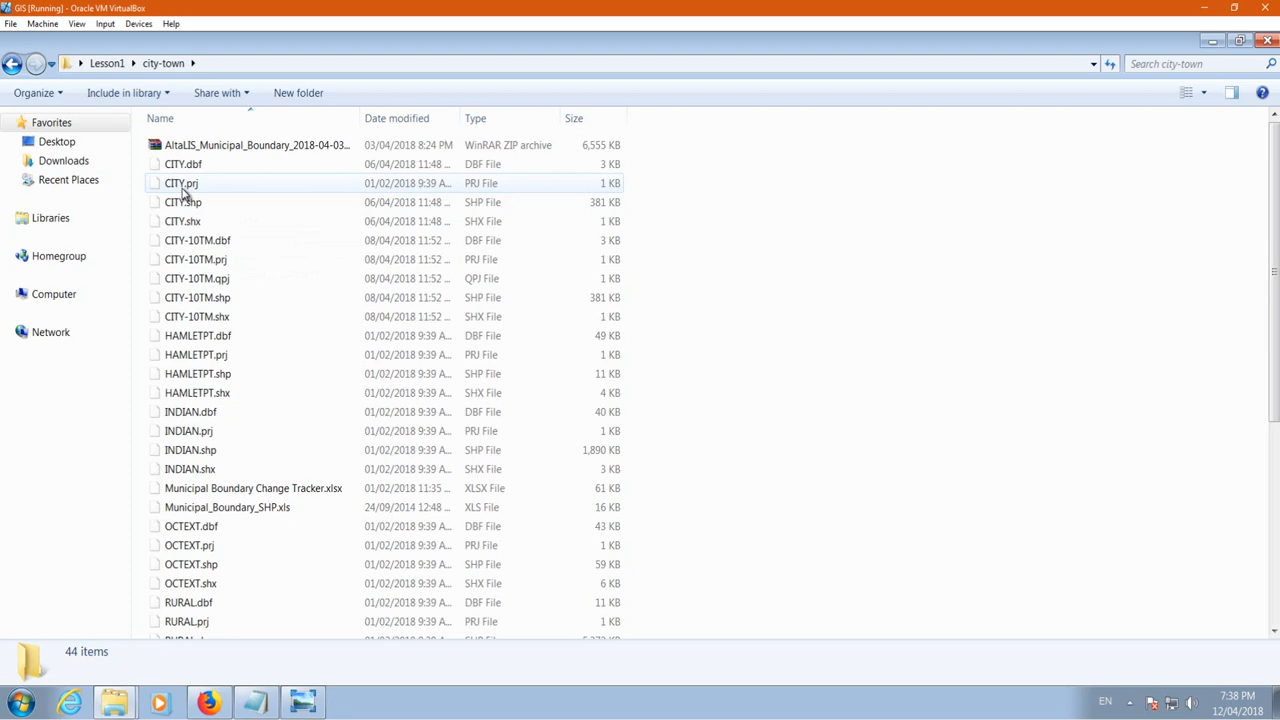 GIS [Running] - Oracle VM VirtualBox
File Machine View Input Devices Help
Lesson1 city-town
Search city-town
Organize Include in library Share with New folder
Name Date modified Type Size
Favorites
Desktop
Downloads
Recent Places
Libraries
Homegroup
Computer
Network
AltaLIS_Municipal_Boundary_2018-04-03... 03/04/2018 8:24 PM WinRAR ZIP archive 6,555 KB
CITY.dbf 06/04/2018 11:48 ... DBF File 3 KB
CITY.prj 01/02/2018 9:39 A... PRJ File 1 KB
CITY.shp 06/04/2018 11:48 ... SHP File 381 KB
CITY.shx 06/04/2018 11:48 ... SHX File 1 KB
CITY-10TM.dbf 08/04/2018 11:52 ... DBF File 3 KB
CITY-10TM.prj 08/04/2018 11:52 ... PRJ File 1 KB
CITY-10TM.qpj 08/04/2018 11:52 ... QPJ File 1 KB
CITY-10TM.shp 08/04/2018 11:52 ... SHP File 381 KB
CITY-10TM.shx 08/04/2018 11:52 ... SHX File 1 KB
HAMLETPT.dbf 01/02/2018 9:39 A... DBF File 49 KB
HAMLETPT.prj 01/02/2018 9:39 A... PRJ File 1 KB
HAMLETPT.shp 01/02/2018 9:39 A... SHP File 11 KB
HAMLETPT.shx 01/02/2018 9:39 A... SHX File 4 KB
INDIAN.dbf 01/02/2018 9:39 A... DBF File 40 KB
INDIAN.prj 01/02/2018 9:39 A... PRJ File 1 KB
INDIAN.shp 01/02/2018 9:39 A... SHP File 1,890 KB
INDIAN.shx 01/02/2018 9:39 A... SHX File 3 KB
Municipal Boundary Change Tracker.xlsx 01/02/2018 11:35 ... XLSX File 61 KB
Municipal_Boundary_SHP.xls 24/09/2014 12:48 ... XLS File 16 KB
OCTEXT.dbf 01/02/2018 9:39 A... DBF File 43 KB
OCTEXT.prj 01/02/2018 9:39 A... PRJ File 1 KB
OCTEXT.shp 01/02/2018 9:39 A... SHP File 59 KB
OCTEXT.shx 01/02/2018 9:39 A... SHX File 6 KB
RURAL.dbf 01/02/2018 9:39 A... DBF File 11 KB
RURAL.prj 01/02/2018 9:39 A... PRJ File 1 KB
44 items
EN
7:38 PM
12/04/2018